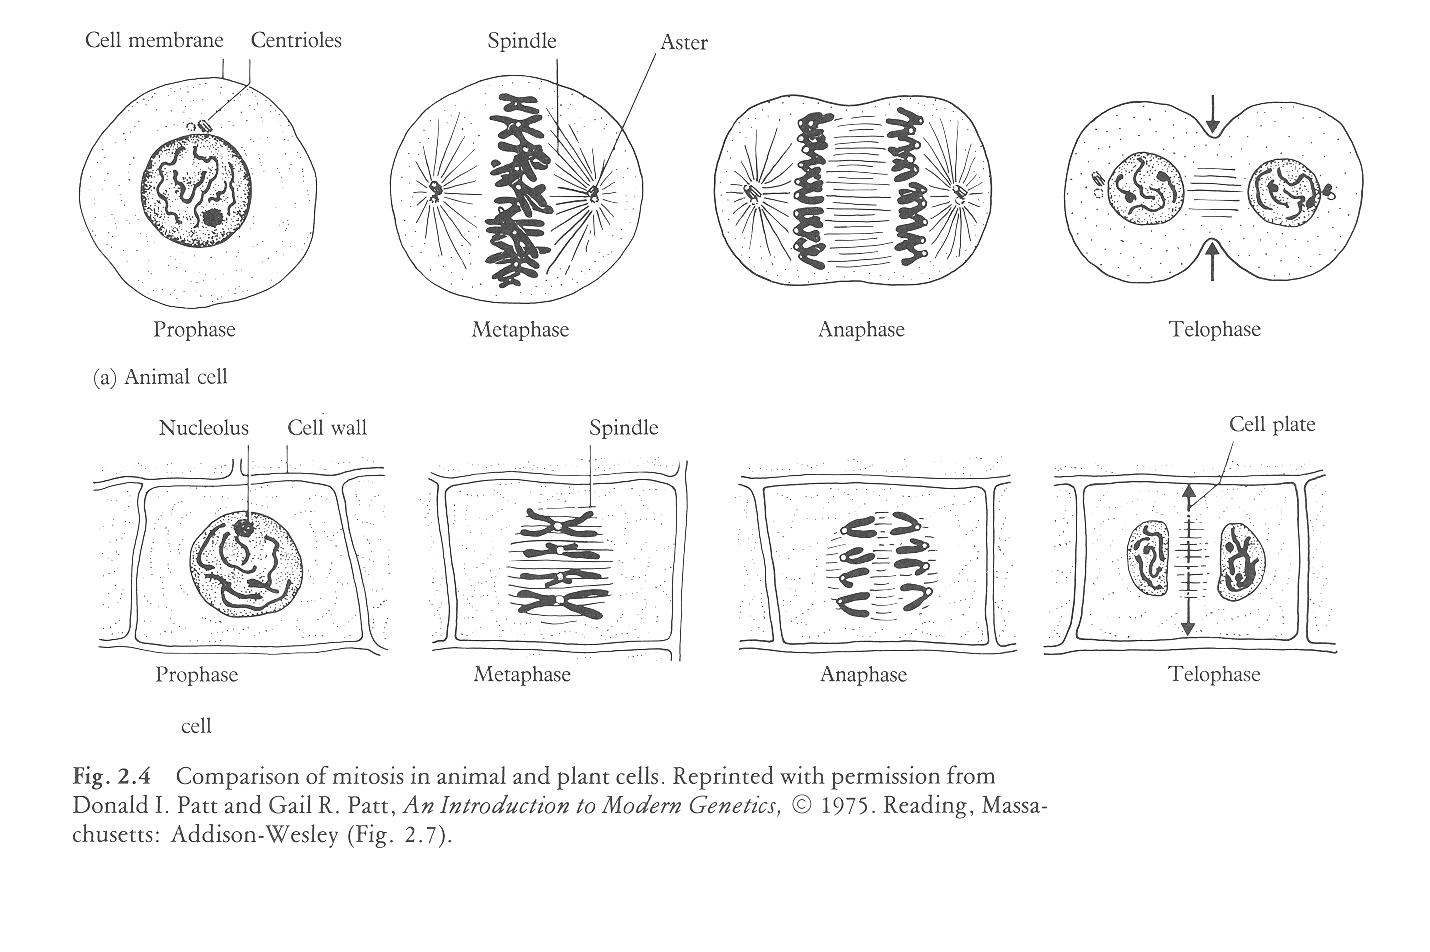 Cell membrane Centrioles Spindle Aster
Prophase Metaphase Anaphase Telophase
(a) Animal cell
Nucleolus Cell wall Spindle Cell plate
Prophase Metaphase Anaphase Telophase
cell
Fig. 2.4 Comparison of mitosis in animal and plant cells. Reprinted with permission from
Donald I. Patt and Gail R. Patt, An Introduction to Modern Genetics, © 1975. Reading, Massa-
chusetts: Addison-Wesley (Fig. 2.7).